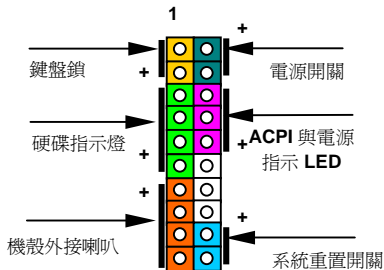 1
+
鍵盤鎖
電源開關
+
硬碟指示燈
ACPI 與電源
+
指示 LED
+
+
機殼外接喇叭
系統重置開關